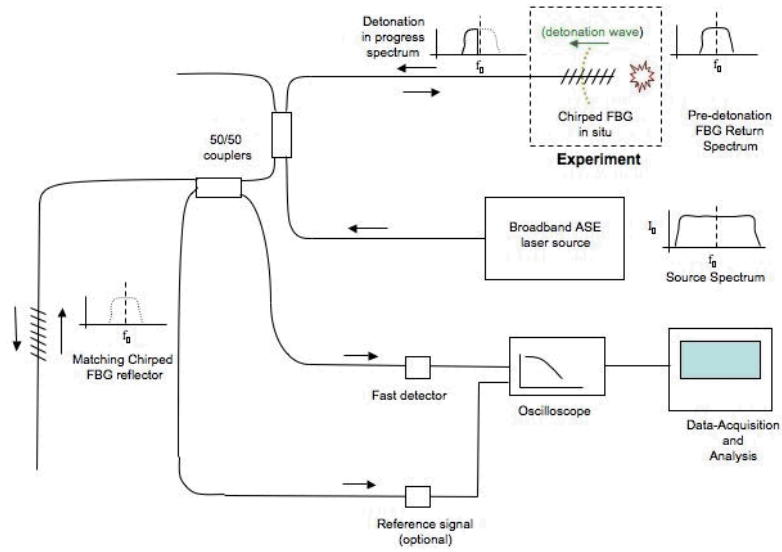 Detonation
in progress
spectrum
f0
(detonation wave)
Chirped FBG
in situ
Experiment
f0
Pre-detonation
FBG Return
Spectrum
50/50
couplers
Broadband ASE
laser source
I0
f0
Source Spectrum
f0
Matching Chirped
FBG reflector
Fast detector
Oscilloscope
Data-Acquisition
and
Analysis
Reference signal
(optional)